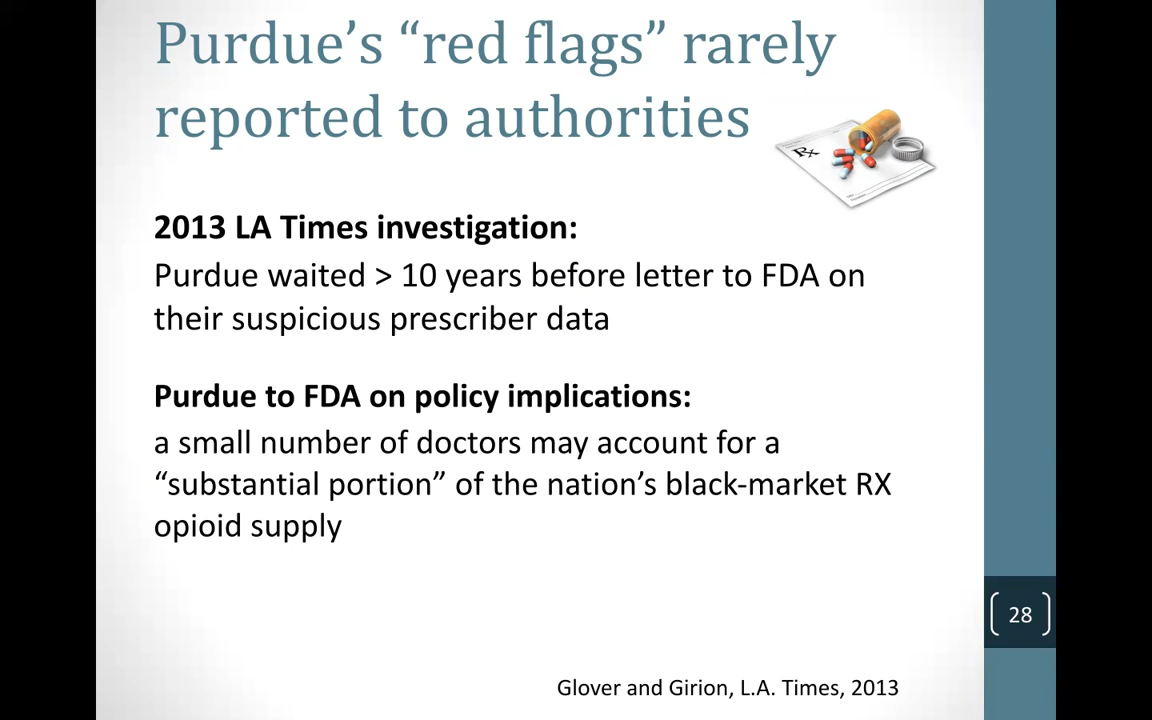 Purdue’s “red flags” rarely
reported to authorities
Rx
2013 LA Times investigation:
Purdue waited > 10 years before letter to FDA on
their suspicious prescriber data
Purdue to FDA on policy implications:
a small number of doctors may account for a
“substantial portion” of the nation’s black-market RX
opioid supply
28
Glover and Girion, L.A. Times, 2013